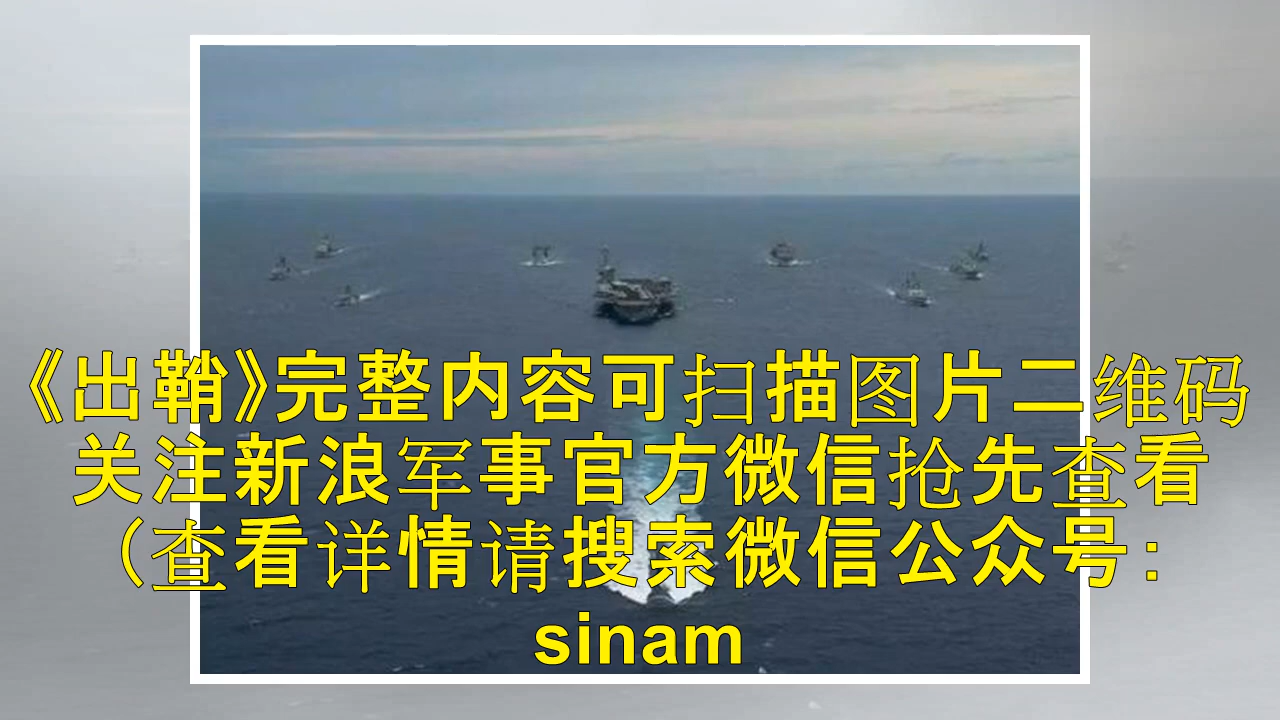 《出鞘》完整内容可扫描图片二维码
关注新浪军事官方微信抢先查看
（查看详情请搜索微信公众号：
sinam